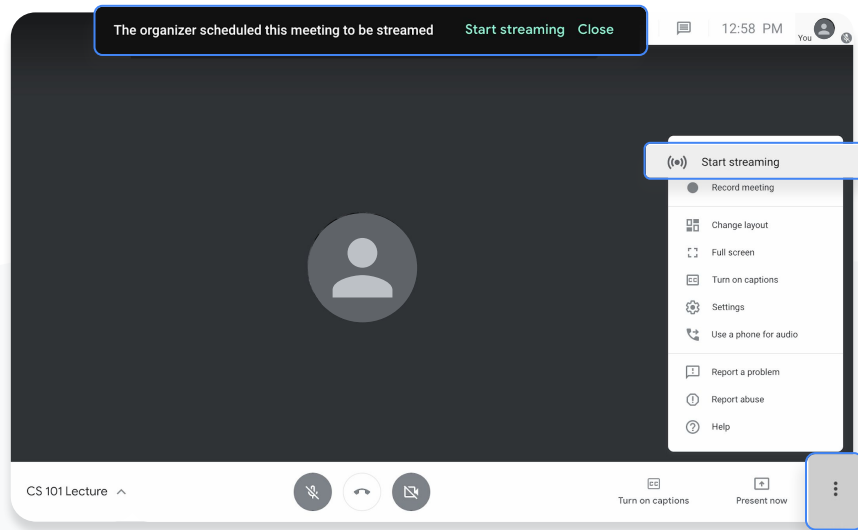 The organizer scheduled this meeting to be streamed Start streaming Close
12:58 PM
You
Start streaming
Record meeting
Change layout
Full screen
CC Turn on captions
Settings
Use a phone for audio
Report a problem
Report abuse
Help
CS 101 Lecture
CC
Turn on captions
Present now